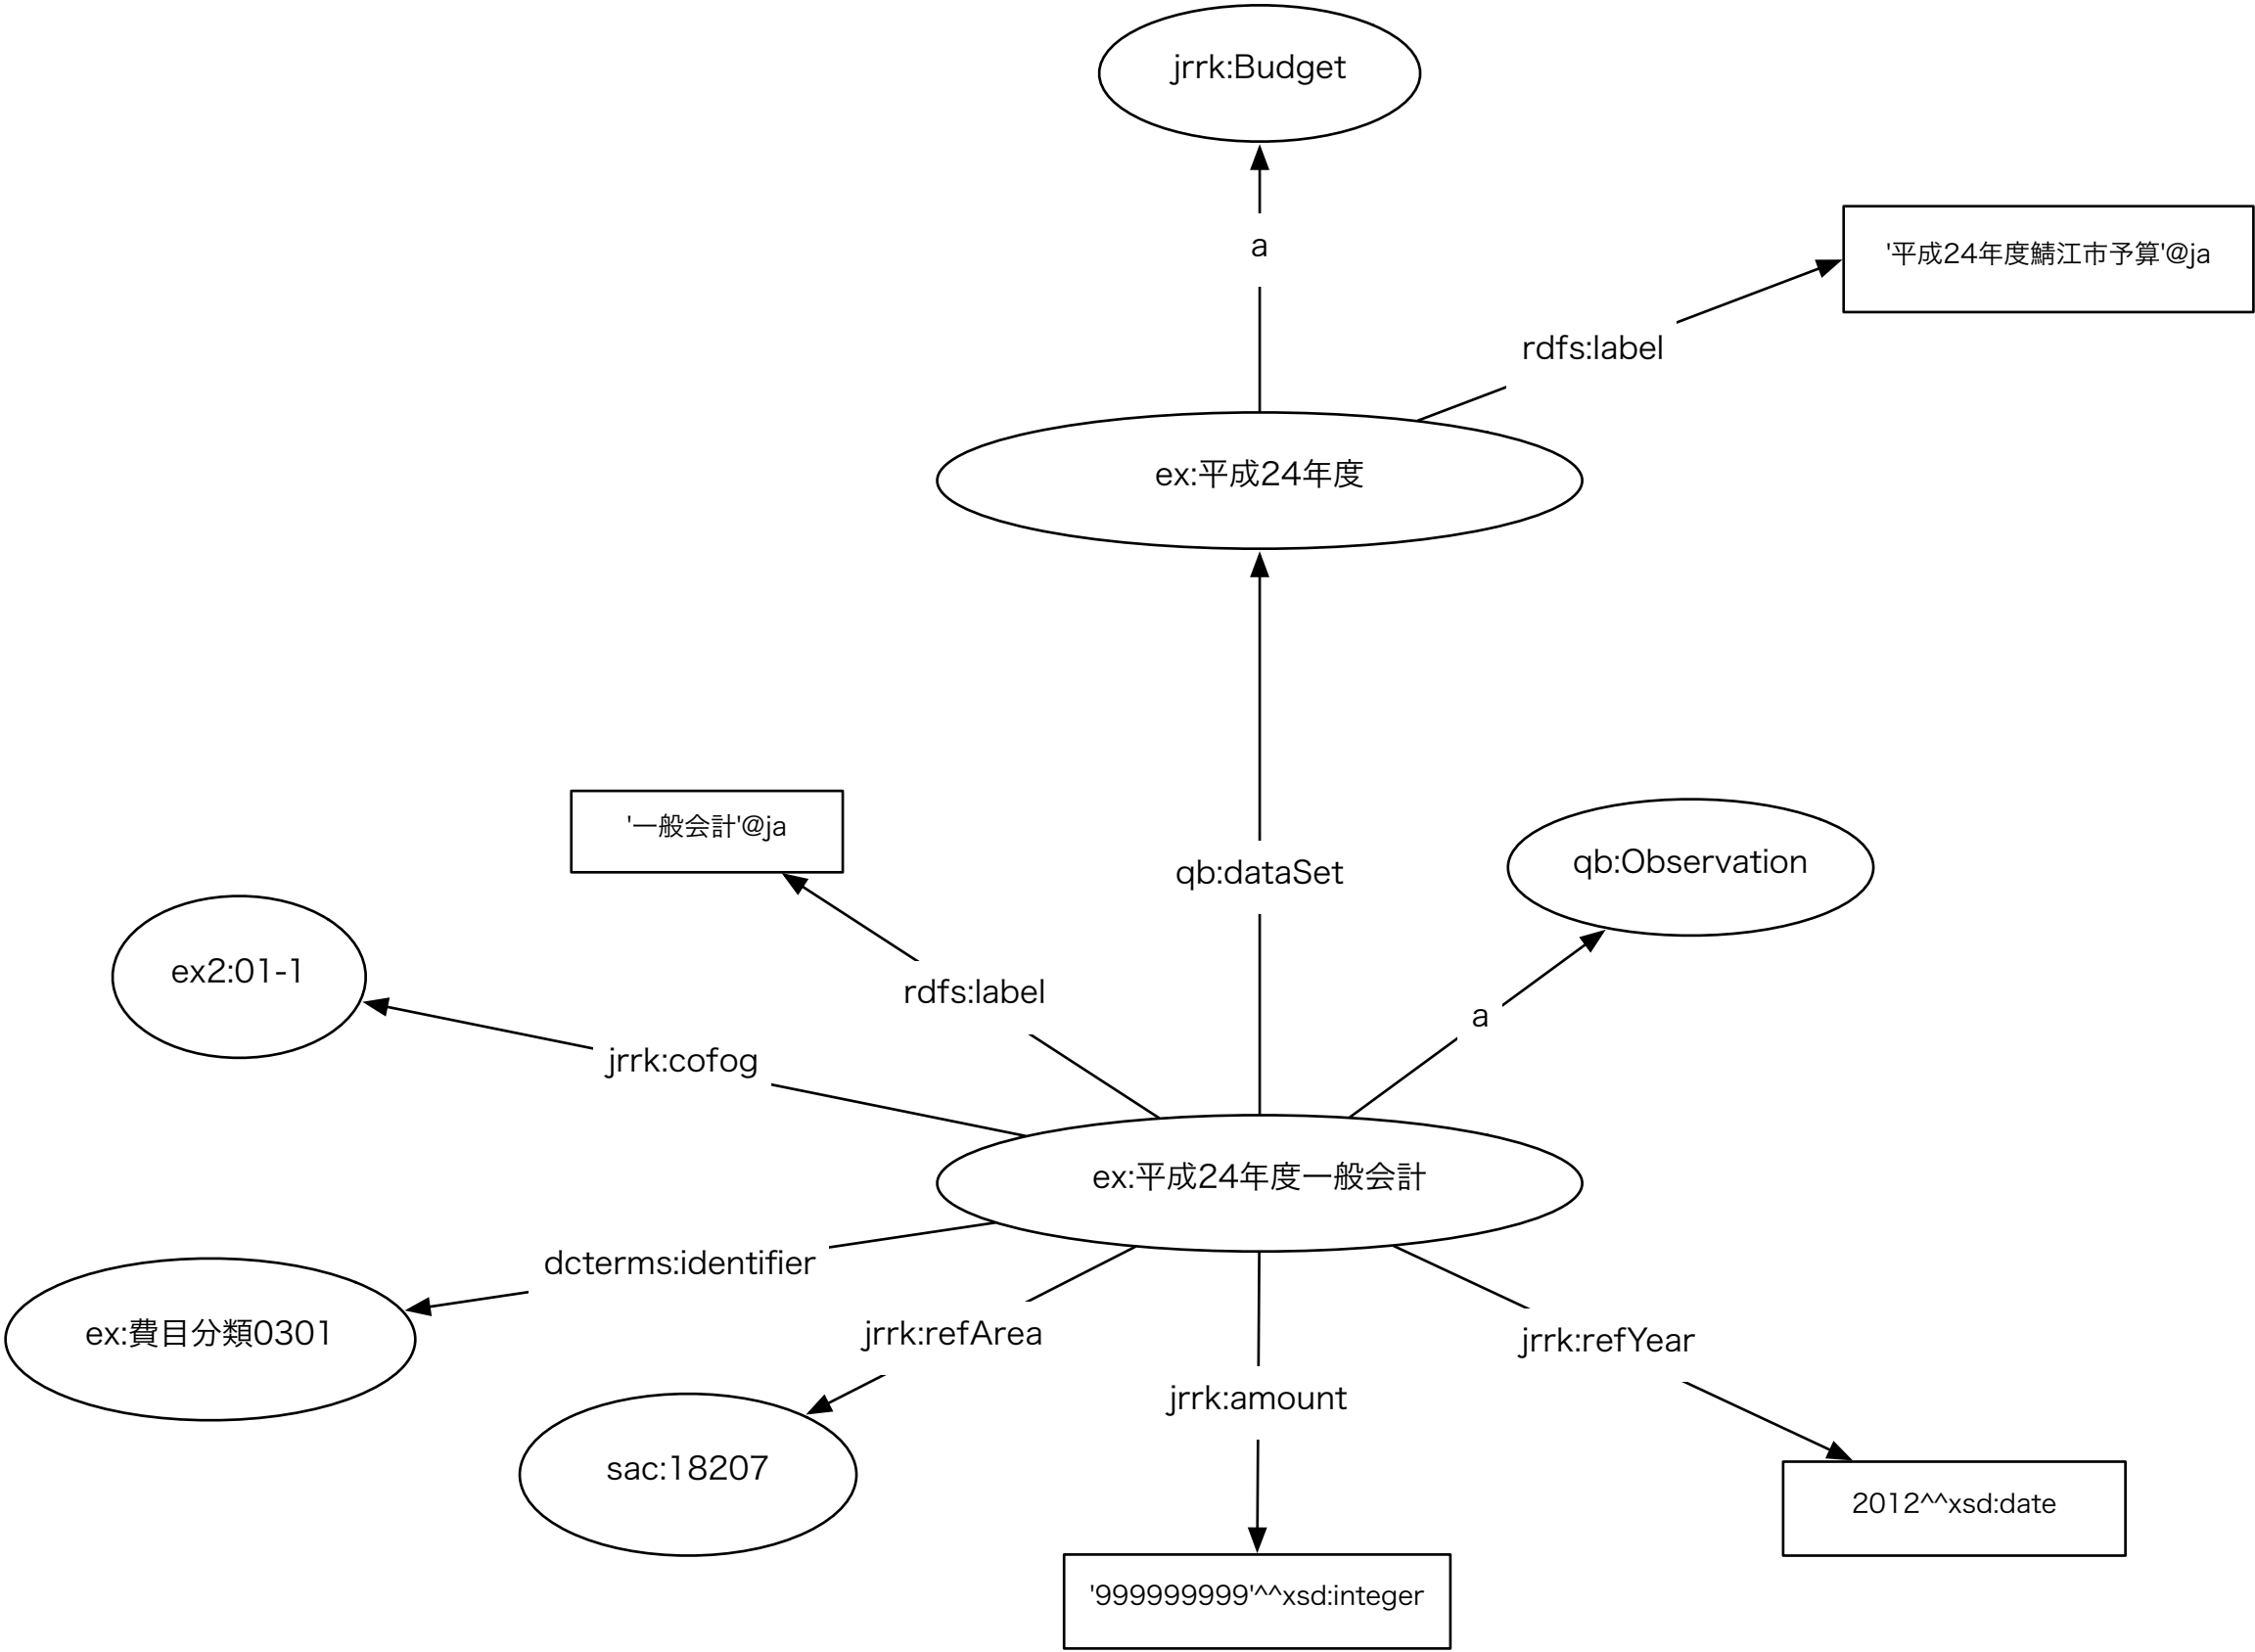 jrrk:Budget
a
'平成24年度鯖江市予算'@ja
rdfs:label
ex:平成24年度
'一般会計'@ja
qb:dataSet
qb:Observation
ex2:01-1
rdfs:label
a
jrrk:cofog
ex:平成24年度一般会計
dcterms:identifier
ex:費目分類0301
jrrk:refArea
jrrk:refYear
jrrk:amount
sac:18207
2012^^xsd:date
'999999999'^^xsd:integer